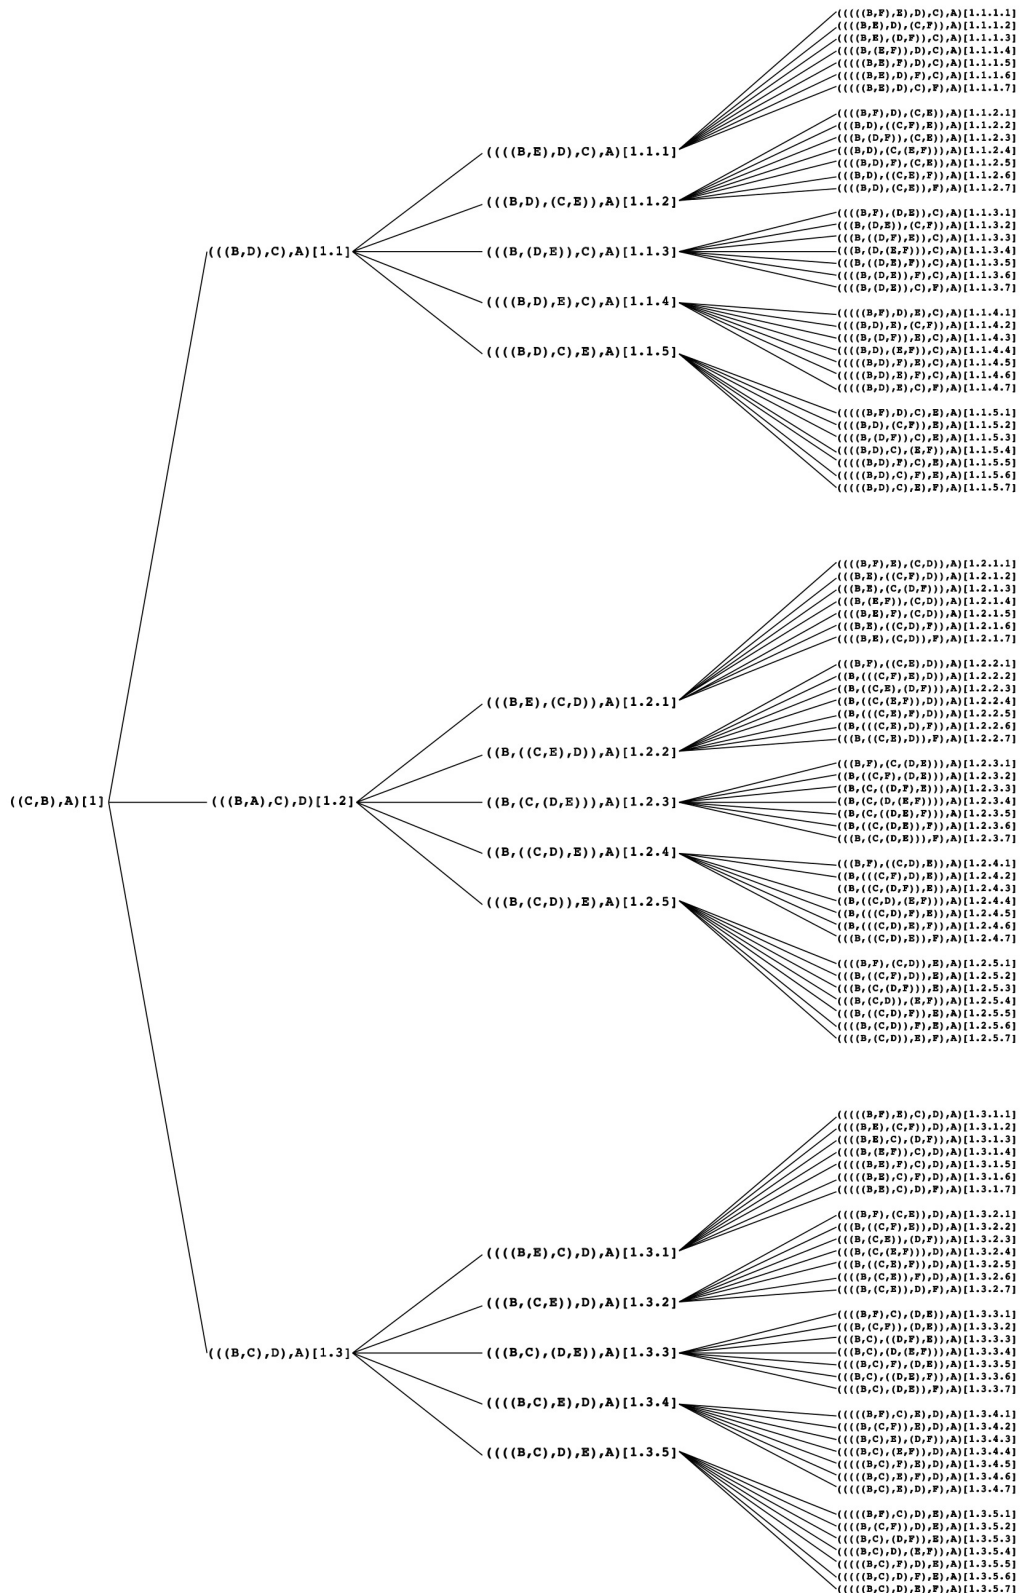 ((C,B),A)[1]
(((B,D),C),A)[1.1]
(((B,A),C),D)[1.2]
(((B,C),D),A)[1.3]
((((B,E),D),C),A)[1.1.1]
(((B,D),(C,E)),A)[1.1.2]
(((B,(D,E)),C),A)[1.1.3]
((((B,D),E),C),A)[1.1.4]
((((B,D),C),E),A)[1.1.5]
(((B,E),(C,D)),A)[1.2.1]
((B,((C,E),D)),A)[1.2.2]
((B,(C,(D,E))),A)[1.2.3]
((B,((C,D),E)),A)[1.2.4]
(((B,(C,D)),E),A)[1.2.5]
((((B,E),C),D),A)[1.3.1]
(((B,(C,E)),D),A)[1.3.2]
(((B,C),(D,E)),A)[1.3.3]
((((B,C),E),D),A)[1.3.4]
((((B,C),D),E),A)[1.3.5]
(((((B,F),E),D),C),A)[1.1.1.1]
((((B,E),D),(C,F)),A)[1.1.1.2]
((((B,E),(D,F)),C),A)[1.1.1.3]
((((B,(E,F)),D),C),A)[1.1.1.4]
(((((B,E),F),D),C),A)[1.1.1.5]
(((((B,E),D),F),C),A)[1.1.1.6]
(((((B,E),D),C),F),A)[1.1.1.7]
((((B,F),D),(C,E)),A)[1.1.2.1]
(((B,D),((C,F),E)),A)[1.1.2.2]
(((B,(D,F)),(C,E)),A)[1.1.2.3]
(((B,D),(C,(E,F))),A)[1.1.2.4]
((((B,D),F),(C,E)),A)[1.1.2.5]
(((B,D),((C,E),F)),A)[1.1.2.6]
((((B,D),(C,E)),F),A)[1.1.2.7]
((((B,F),(D,E)),C),A)[1.1.3.1]
(((B,(D,E)),(C,F)),A)[1.1.3.2]
(((B,((D,F),E)),C),A)[1.1.3.3]
(((B,(D,(E,F))),C),A)[1.1.3.4]
(((B,((D,E),F)),C),A)[1.1.3.5]
((((B,(D,E)),F),C),A)[1.1.3.6]
((((B,(D,E)),C),F),A)[1.1.3.7]
(((((B,F),D),E),C),A)[1.1.4.1]
((((B,D),E),(C,F)),A)[1.1.4.2]
((((B,(D,F)),E),C),A)[1.1.4.3]
((((B,D),(E,F)),C),A)[1.1.4.4]
(((((B,D),F),E),C),A)[1.1.4.5]
(((((B,D),E),F),C),A)[1.1.4.6]
(((((B,D),E),C),F),A)[1.1.4.7]
(((((B,F),D),C),E),A)[1.1.5.1]
((((B,D),(C,F)),E),A)[1.1.5.2]
((((B,(D,F)),C),E),A)[1.1.5.3]
((((B,D),C),(E,F)),A)[1.1.5.4]
(((((B,D),F),C),E),A)[1.1.5.5]
(((((B,D),C),F),E),A)[1.1.5.6]
(((((B,D),C),E),F),A)[1.1.5.7]
((((B,F),E),(C,D)),A)[1.2.1.1]
(((B,E),((C,F),D)),A)[1.2.1.2]
(((B,E),(C,(D,F))),A)[1.2.1.3]
(((B,(E,F)),(C,D)),A)[1.2.1.4]
((((B,E),F),(C,D)),A)[1.2.1.5]
(((B,E),((C,D),F)),A)[1.2.1.6]
((((B,E),(C,D)),F),A)[1.2.1.7]
(((B,F),((C,E),D)),A)[1.2.2.1]
((B,(((C,F),E),D)),A)[1.2.2.2]
((B,((C,E),(D,F))),A)[1.2.2.3]
((B,((C,(E,F)),D)),A)[1.2.2.4]
((B,(((C,E),F),D)),A)[1.2.2.5]
((B,(((C,E),D),F)),A)[1.2.2.6]
(((B,((C,E),D)),F),A)[1.2.2.7]
(((B,F),(C,(D,E))),A)[1.2.3.1]
((B,((C,F),(D,E))),A)[1.2.3.2]
((B,(C,((D,F),E))),A)[1.2.3.3]
((B,(C,(D,(E,F)))),A)[1.2.3.4]
((B,(C,((D,E),F))),A)[1.2.3.5]
((B,((C,(D,E)),F)),A)[1.2.3.6]
(((B,(C,(D,E))),F),A)[1.2.3.7]
(((B,F),((C,D),E)),A)[1.2.4.1]
((B,(((C,F),D),E)),A)[1.2.4.2]
((B,((C,(D,F)),E)),A)[1.2.4.3]
((B,((C,D),(E,F))),A)[1.2.4.4]
((B,(((C,D),F),E)),A)[1.2.4.5]
((B,(((C,D),E),F)),A)[1.2.4.6]
(((B,((C,D),E)),F),A)[1.2.4.7]
((((B,F),(C,D)),E),A)[1.2.5.1]
(((B,((C,F),D)),E),A)[1.2.5.2]
(((B,(C,(D,F))),E),A)[1.2.5.3]
(((B,(C,D)),(E,F)),A)[1.2.5.4]
(((B,((C,D),F)),E),A)[1.2.5.5]
((((B,(C,D)),F),E),A)[1.2.5.6]
((((B,(C,D)),E),F),A)[1.2.5.7]
(((((B,F),E),C),D),A)[1.3.1.1]
((((B,E),(C,F)),D),A)[1.3.1.2]
((((B,E),C),(D,F)),A)[1.3.1.3]
((((B,(E,F)),C),D),A)[1.3.1.4]
(((((B,E),F),C),D),A)[1.3.1.5]
(((((B,E),C),F),D),A)[1.3.1.6]
(((((B,E),C),D),F),A)[1.3.1.7]
((((B,F),(C,E)),D),A)[1.3.2.1]
(((B,((C,F),E)),D),A)[1.3.2.2]
(((B,(C,E)),(D,F)),A)[1.3.2.3]
(((B,(C,(E,F))),D),A)[1.3.2.4]
(((B,((C,E),F)),D),A)[1.3.2.5]
((((B,(C,E)),F),D),A)[1.3.2.6]
((((B,(C,E)),D),F),A)[1.3.2.7]
((((B,F),C),(D,E)),A)[1.3.3.1]
(((B,(C,F)),(D,E)),A)[1.3.3.2]
(((B,C),((D,F),E)),A)[1.3.3.3]
(((B,C),(D,(E,F))),A)[1.3.3.4]
((((B,C),F),(D,E)),A)[1.3.3.5]
(((B,C),((D,E),F)),A)[1.3.3.6]
((((B,C),(D,E)),F),A)[1.3.3.7]
(((((B,F),C),E),D),A)[1.3.4.1]
((((B,(C,F)),E),D),A)[1.3.4.2]
((((B,C),E),(D,F)),A)[1.3.4.3]
((((B,C),(E,F)),D),A)[1.3.4.4]
(((((B,C),F),E),D),A)[1.3.4.5]
(((((B,C),E),F),D),A)[1.3.4.6]
(((((B,C),E),D),F),A)[1.3.4.7]
(((((B,F),C),D),E),A)[1.3.5.1]
((((B,(C,F)),D),E),A)[1.3.5.2]
((((B,C),(D,F)),E),A)[1.3.5.3]
((((B,C),D),(E,F)),A)[1.3.5.4]
(((((B,C),F),D),E),A)[1.3.5.5]
(((((B,C),D),F),E),A)[1.3.5.6]
(((((B,C),D),E),F),A)[1.3.5.7]